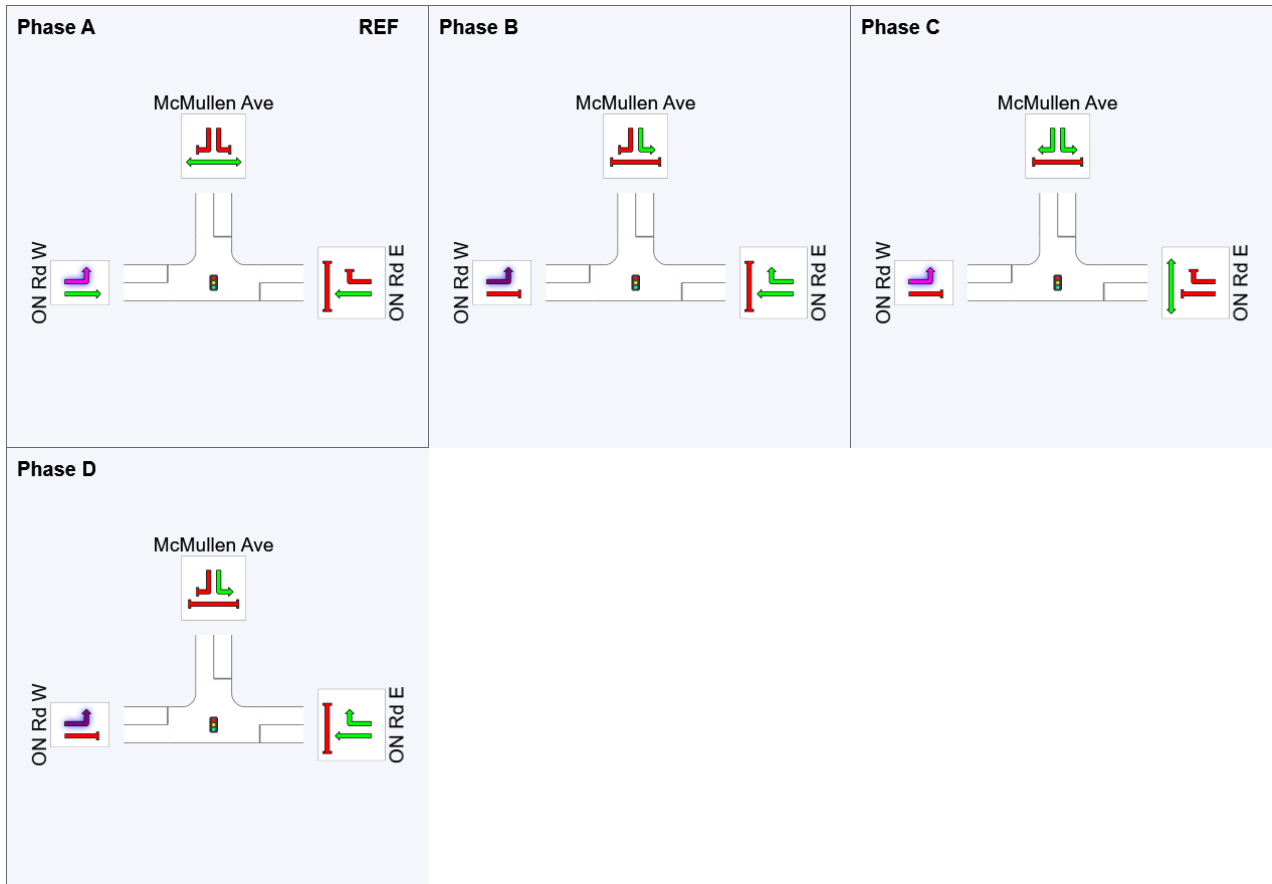 Phase A REF
McMullen Ave
ON Rd W
ON Rd E
Phase B
McMullen Ave
ON Rd W
ON Rd E
Phase C
McMullen Ave
ON Rd W
ON Rd E
Phase D
McMullen Ave
ON Rd W
ON Rd E